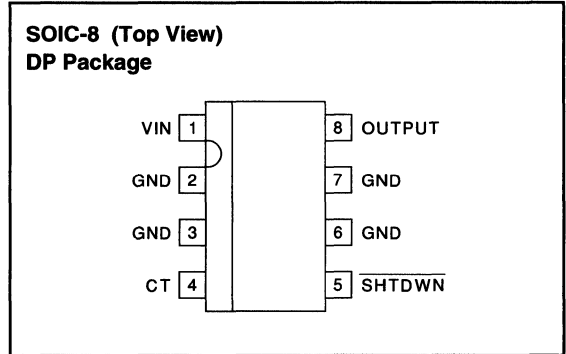 SOIC-8 (Top View)
DP Package
VIN 1 8 OUTPUT
GND 2 7 GND
GND 3 6 GND
CT 4 5 SHTDWN